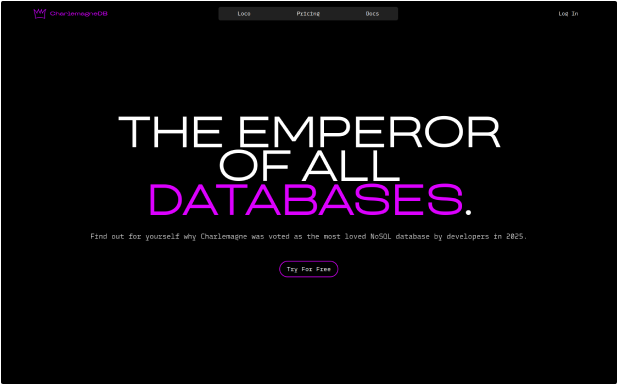 CharlemagneDB
Loco Pricing Docs
Log In
THE EMPEROR
OF ALL
DATABASES.
Find out for yourself why Charlemagne was voted as the most loved NoSQL database by developers in 2025.
Try For Free